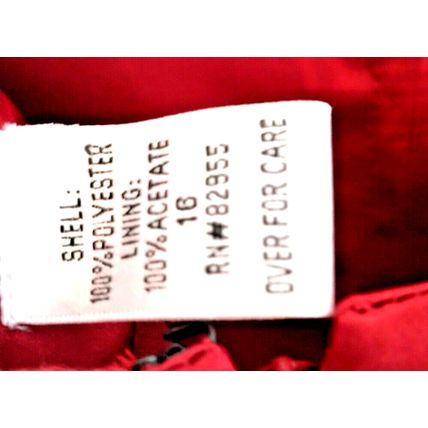 SHELL:
100%POLYESTER
LINING:
100%ACETATE
16
RN#82955
OVER FOR CARE